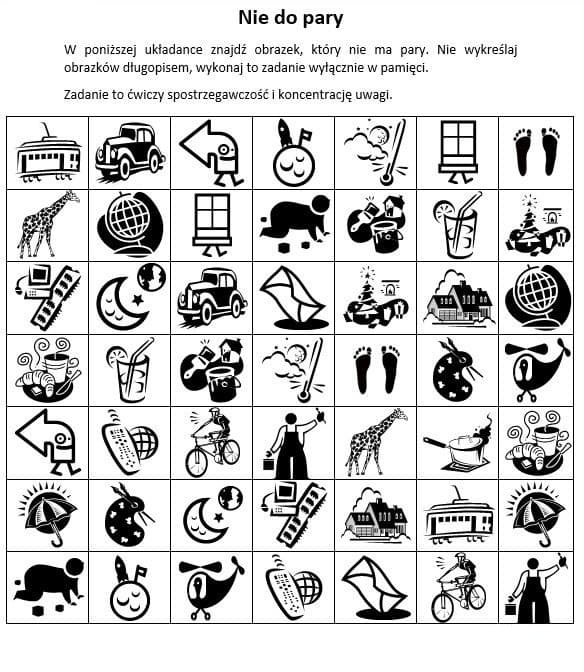 Nie do pary
W poniższej układance znajdź obrazek, który nie ma pary. Nie wykreślaj
obrazków długopisem, wykonaj to zadanie wyłącznie w pamięci.
Zadanie to ćwiczy spostrzegawczość i koncentrację uwagi.